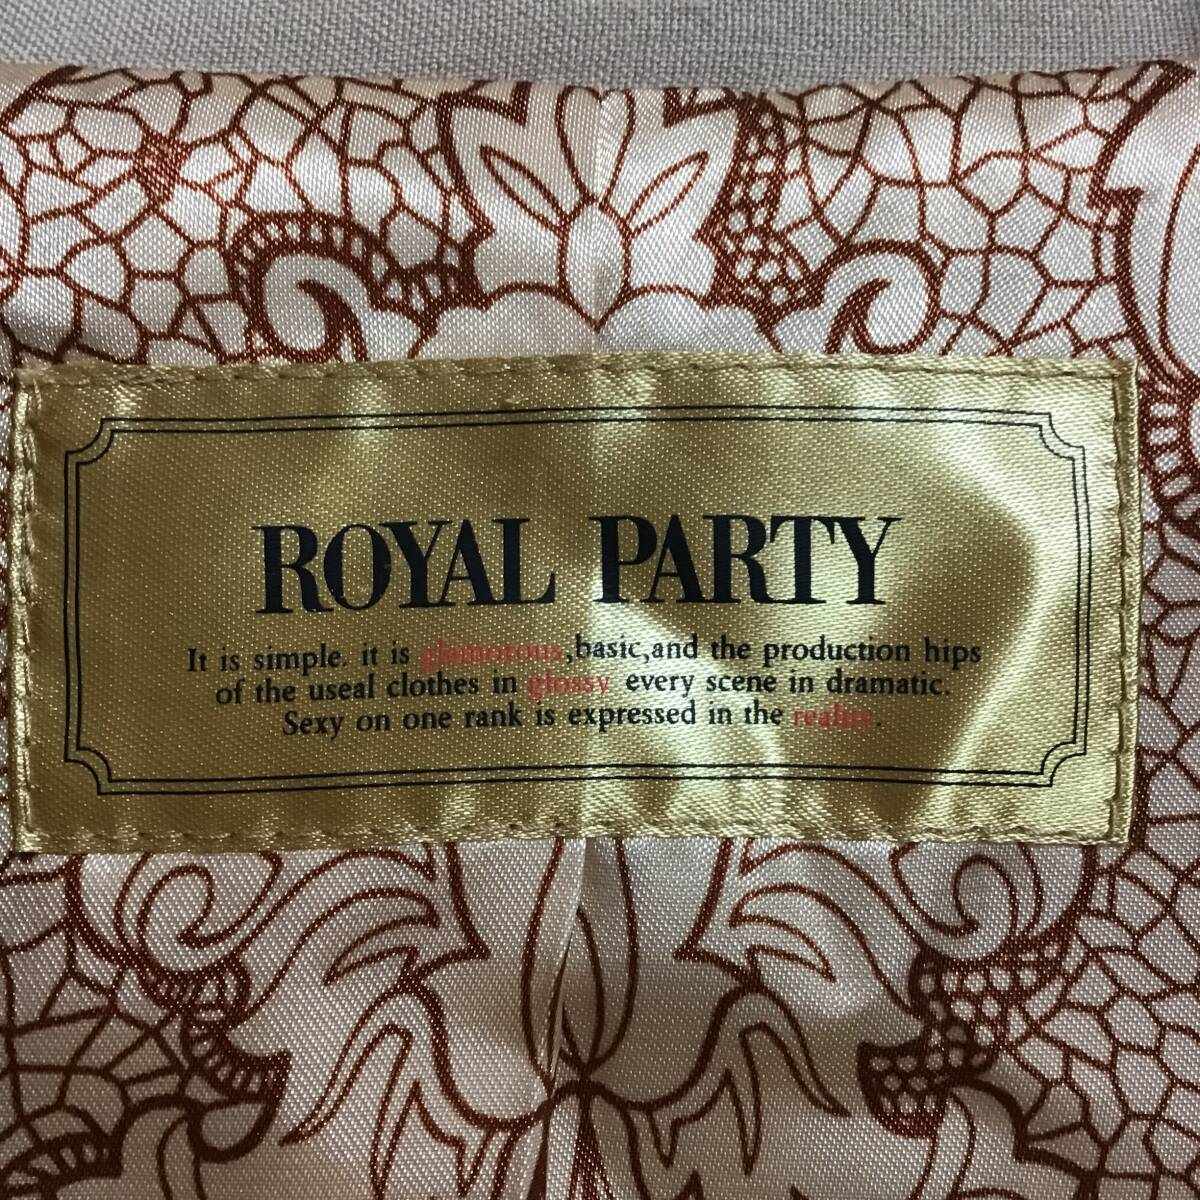 ROYAL PARTY
It is simple. it is glamorous,basic,and the production hips
of the useal clothes in glossy every scene in dramatic.
Sexy on one rank is expressed in the reality.